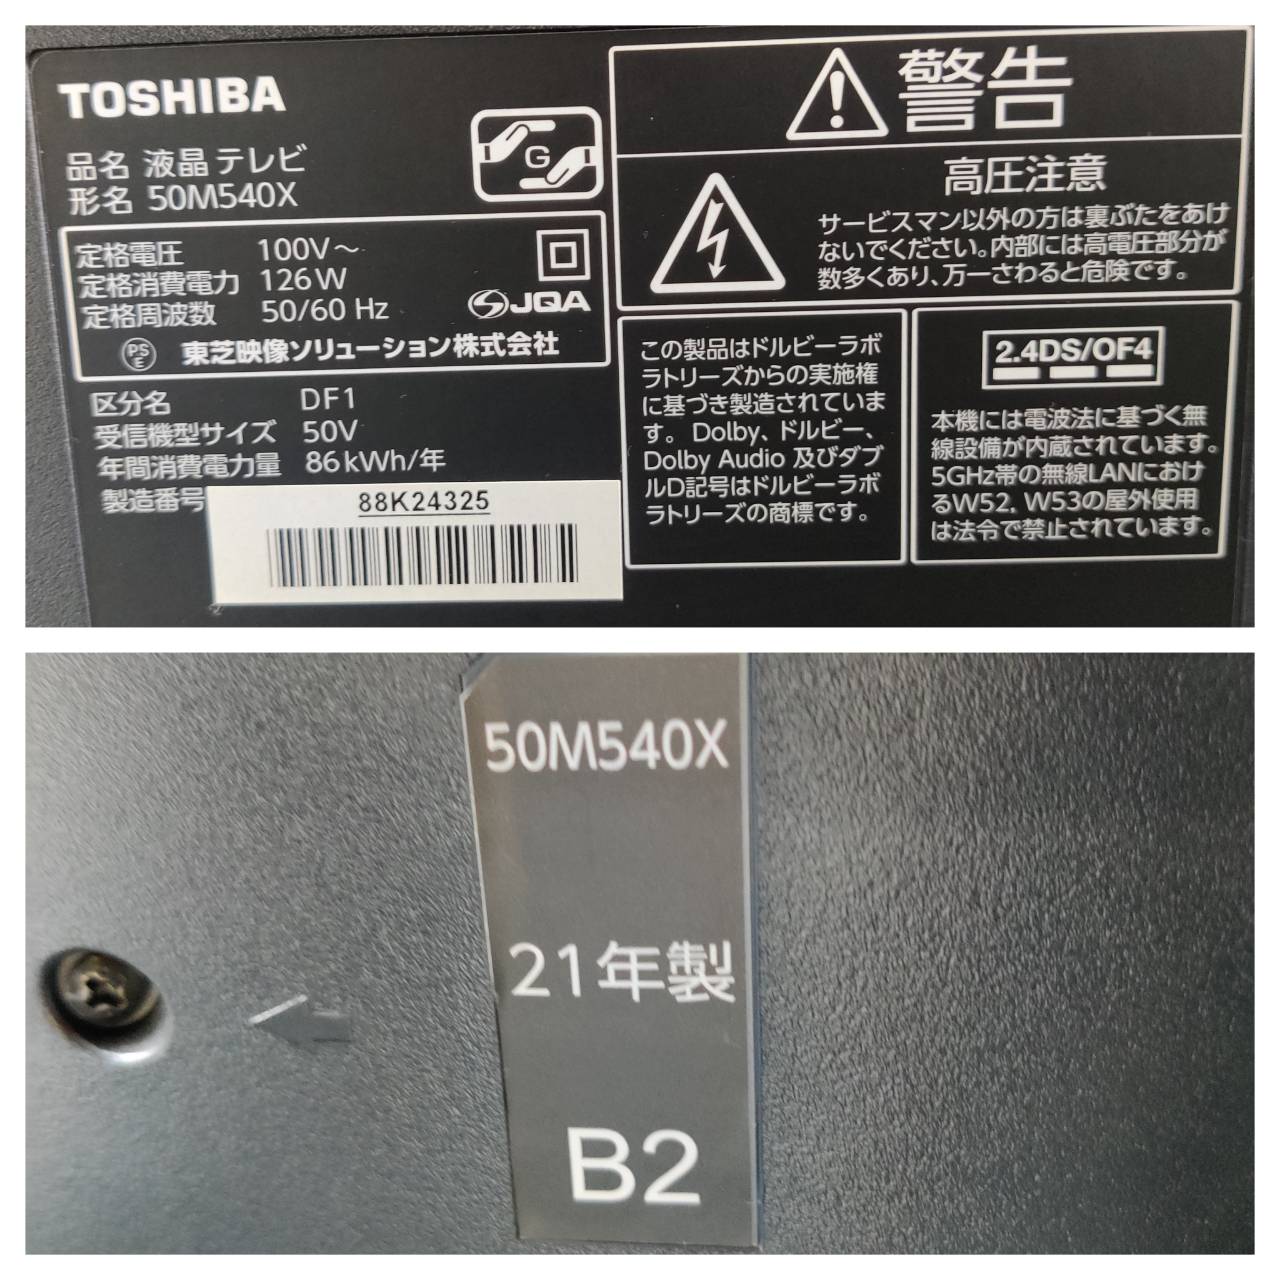 TOSHIBA
品名 液晶 テレビ
形名 50M540X
G
定格電圧 100V～
定格消費電力 126W
定格周波数 50/60 Hz
JQA
PS
E
東芝映像ソリューション株式会社
区分名 DF1
受信機型サイズ 50V
年間消費電力量 86kWh/年
製造番号
88K24325
警告
高圧注意
サービスマン以外の方は裏ぶたをあけ
ないでください。内部には高電圧部分が
数多くあり、万一さわると危険です。
この製品はドルビーラボ
ラトリーズからの実施権
に基づき製造されていま
す。Dolby、ドルビー、
Dolby Audio 及びダブ
ルD記号はドルビーラボ
ラトリーズの商標です。
2.4DS/OF4
本機には電波法に基づく無
線設備が内蔵されています。
5GHz帯の無線LANにおけ
るW52, W53の屋外使用
は法令で禁止されています。
50M540X
21年製
B2